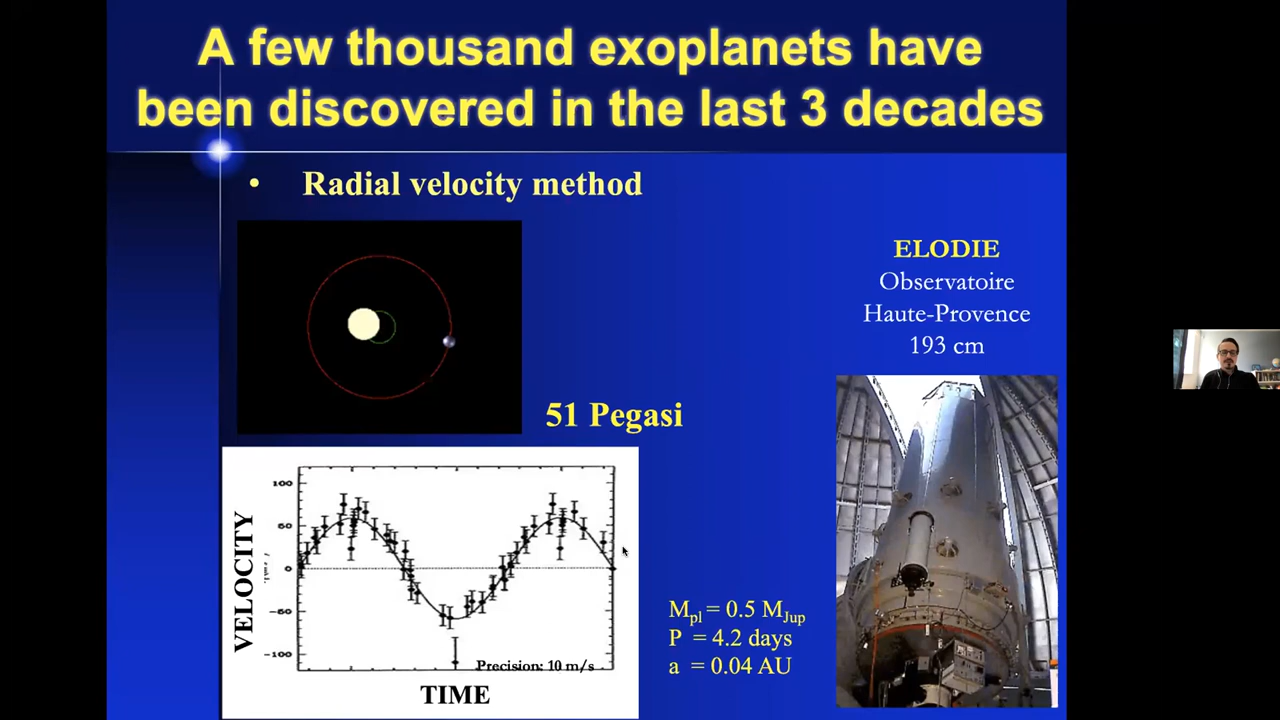 A few thousand exoplanets have
been discovered in the last 3 decades
• Radial velocity method
ELODIE
Observatoire
Haute-Provence
193 cm
51 Pegasi
VELOCITY
100
50
0
-50
-100
Precision: 10 m/s
TIME
Mpl = 0.5 MJup
P = 4.2 days
a = 0.04 AU